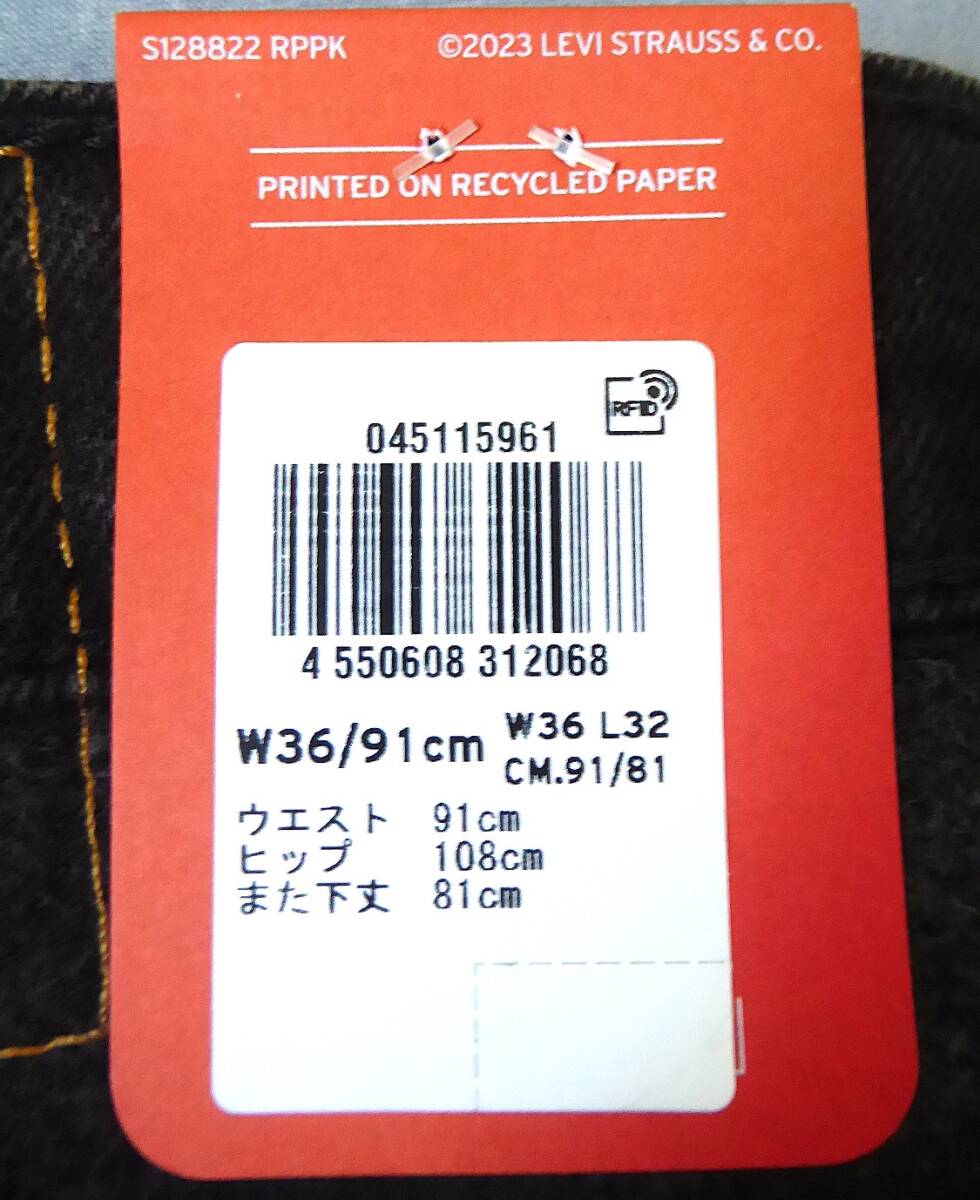 S128822 RPPK ©2023 LEVI STRAUSS & CO.
PRINTED ON RECYCLED PAPER
RFID
045115961
4 550608 312068
W36/91cm W36 L32
CM.91/81
ウエスト 91cm
ヒップ 108cm
また下丈 81cm